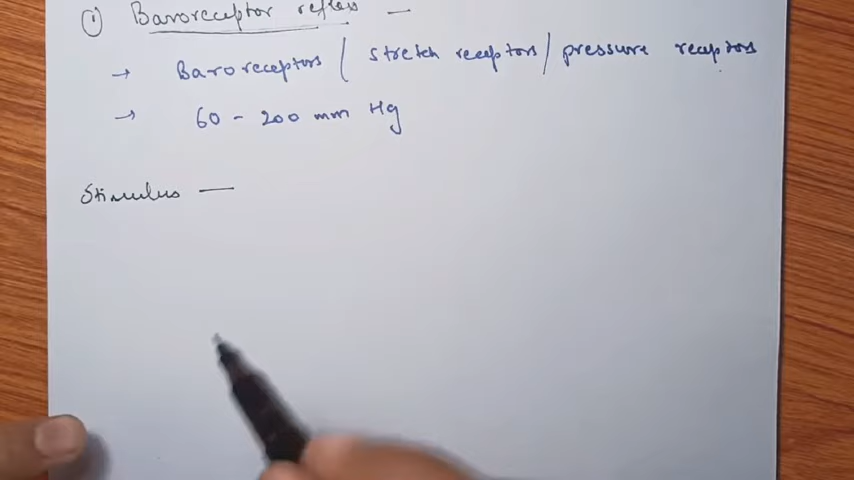 ① Baroreceptor reflex —
→ Baroreceptors / stretch receptors / pressure receptors
→ 60 - 200 mm Hg
Stimulus —